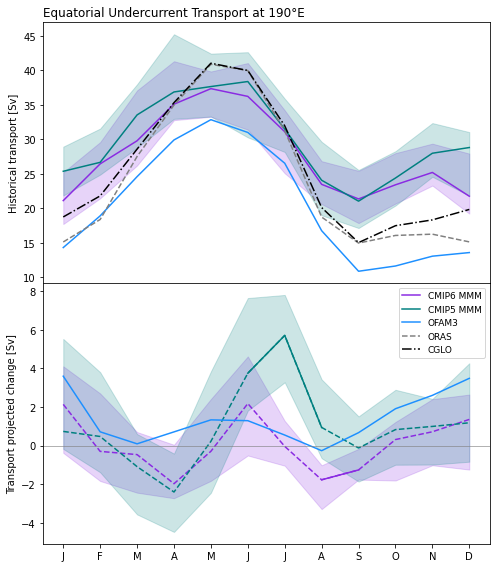 Equatorial Undercurrent Transport at 190°E
45
40
35
30
25
20
15
10
Historical transport [Sv]
8
6
4
2
0
−2
−4
Transport projected change [Sv]
CMIP6 MMM
CMIP5 MMM
OFAM3
ORAS
CGLO
J F M A M J J A S O N D